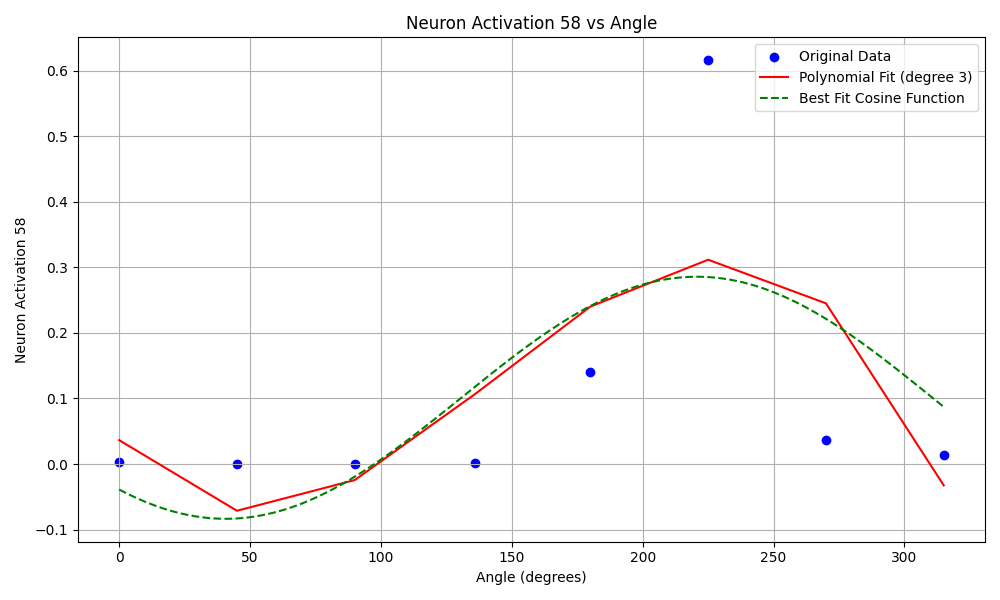 Neuron Activation 58 vs Angle
Original Data
Polynomial Fit (degree 3)
Best Fit Cosine Function
Neuron Activation 58
0.6
0.5
0.4
0.3
0.2
0.1
0.0
−0.1
0 50 100 150 200 250 300
Angle (degrees)